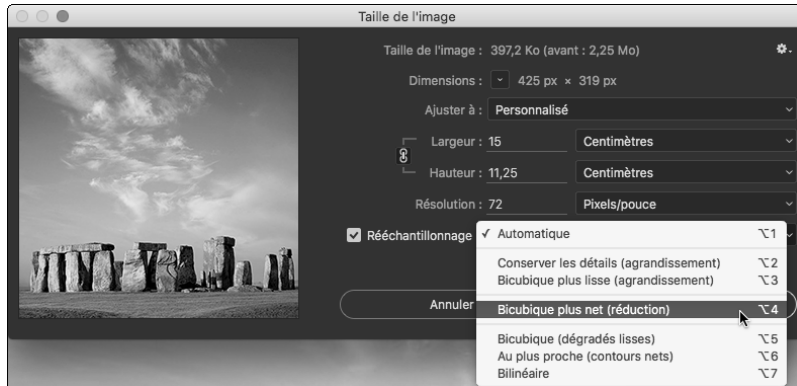 Taille de l'image
Taille de l'image : 397,2 Ko (avant : 2,25 Mo)
Dimensions : 425 px × 319 px
Ajuster à : Personnalisé
Largeur : 15 Centimètres
Hauteur : 11,25 Centimètres
Résolution : 72 Pixels/pouce
Rééchantillonnage
✓ Automatique ⌥1
Conserver les détails (agrandissement) ⌥2
Bicubique plus lisse (agrandissement) ⌥3
Annuler
Bicubique plus net (réduction) ⌥4
Bicubique (dégradés lisses) ⌥5
Au plus proche (contours nets) ⌥6
Bilinéaire ⌥7